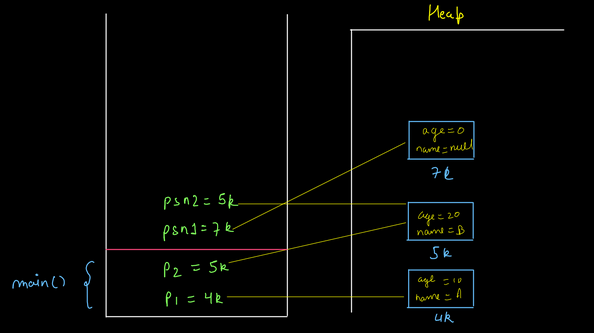 Heap
age=0
name=null
7k
psn2=5k
psn1=7k
age=20
name=B
5k
main() {
P2 = 5k
P1 = 4k
age=10
name=A
4k